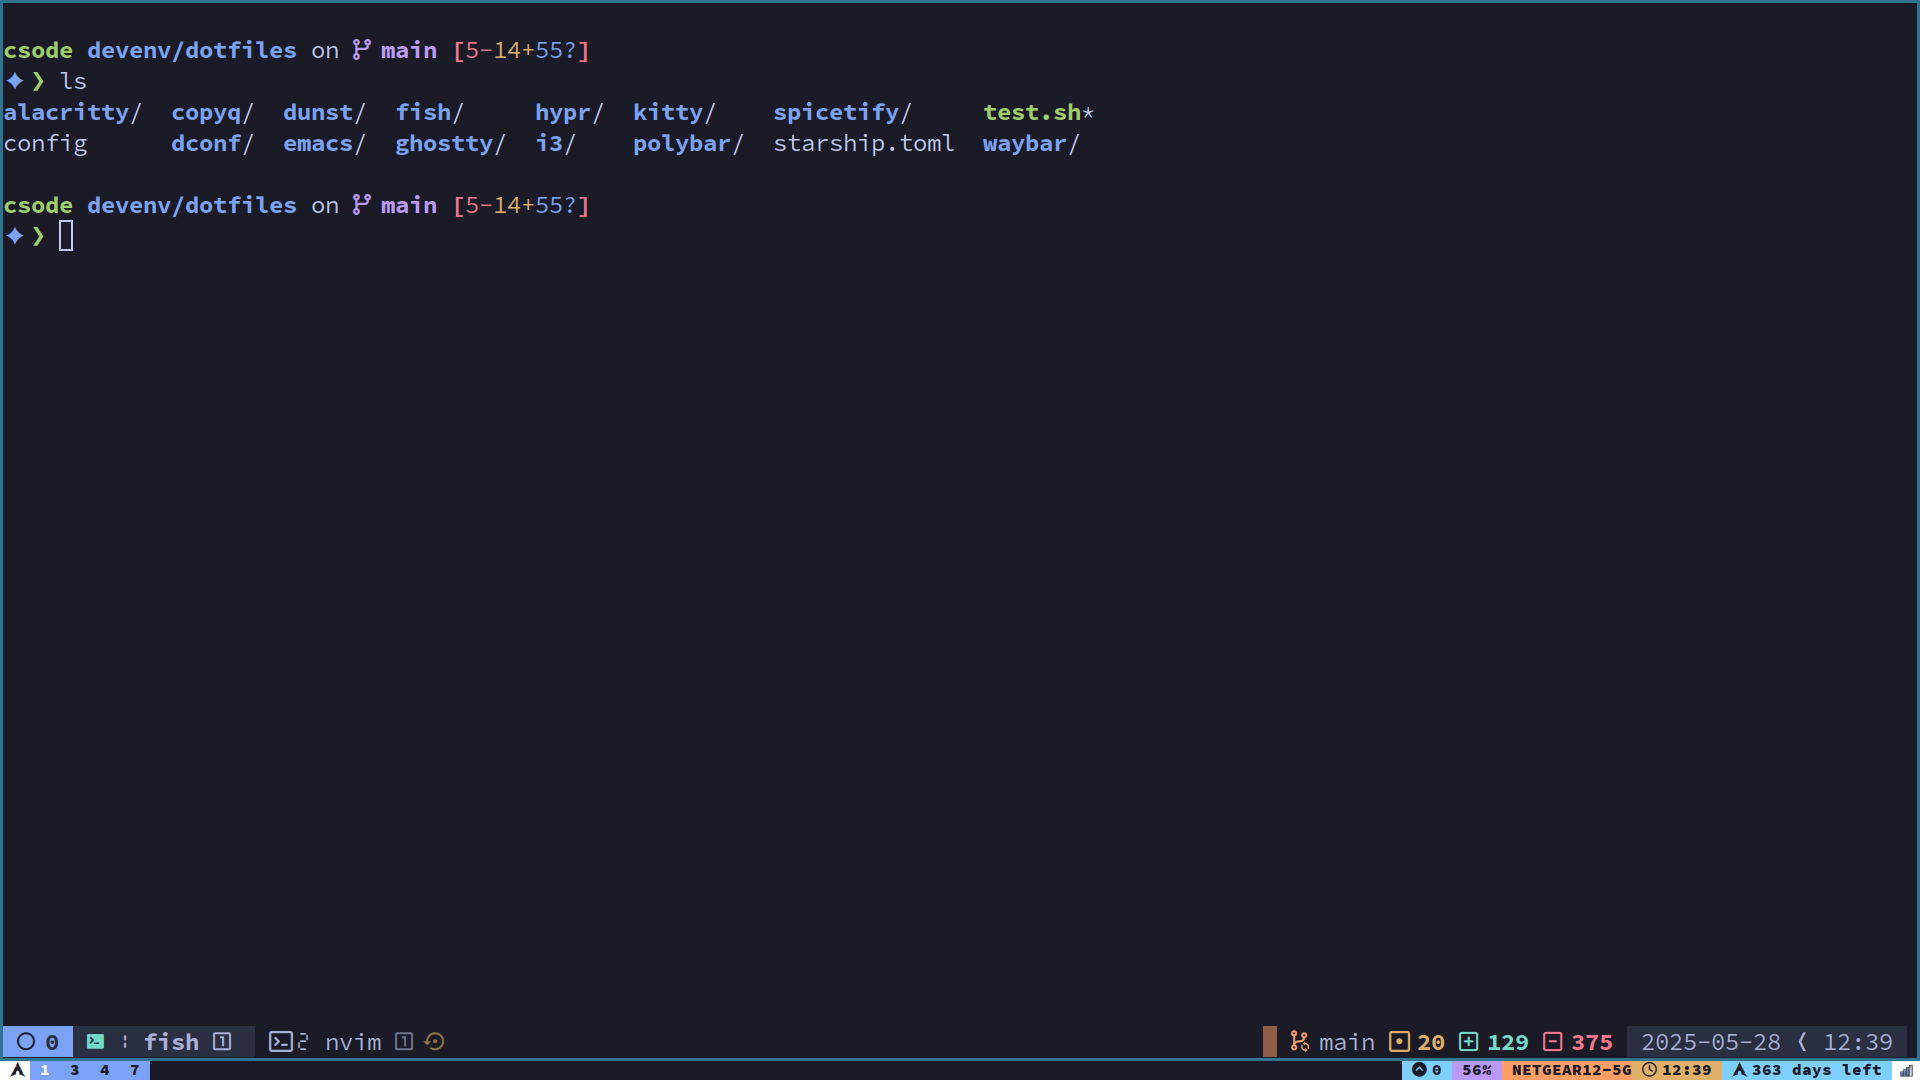 csode devenv/dotfiles on main [5-14+55?]
✦ ❯ ls
alacritty/ copyq/ dunst/ fish/ hypr/ kitty/ spicetify/ test.sh*
config dconf/ emacs/ ghostty/ i3/ polybar/ starship.toml waybar/
csode devenv/dotfiles on main [5-14+55?]
✦ ❯
0 fish 1 2 nvim 1 main 20 129 375 2025-05-28 ⟨ 12:39
1 3 4 7 0 56% NETGEAR12-5G 12:39 363 days left